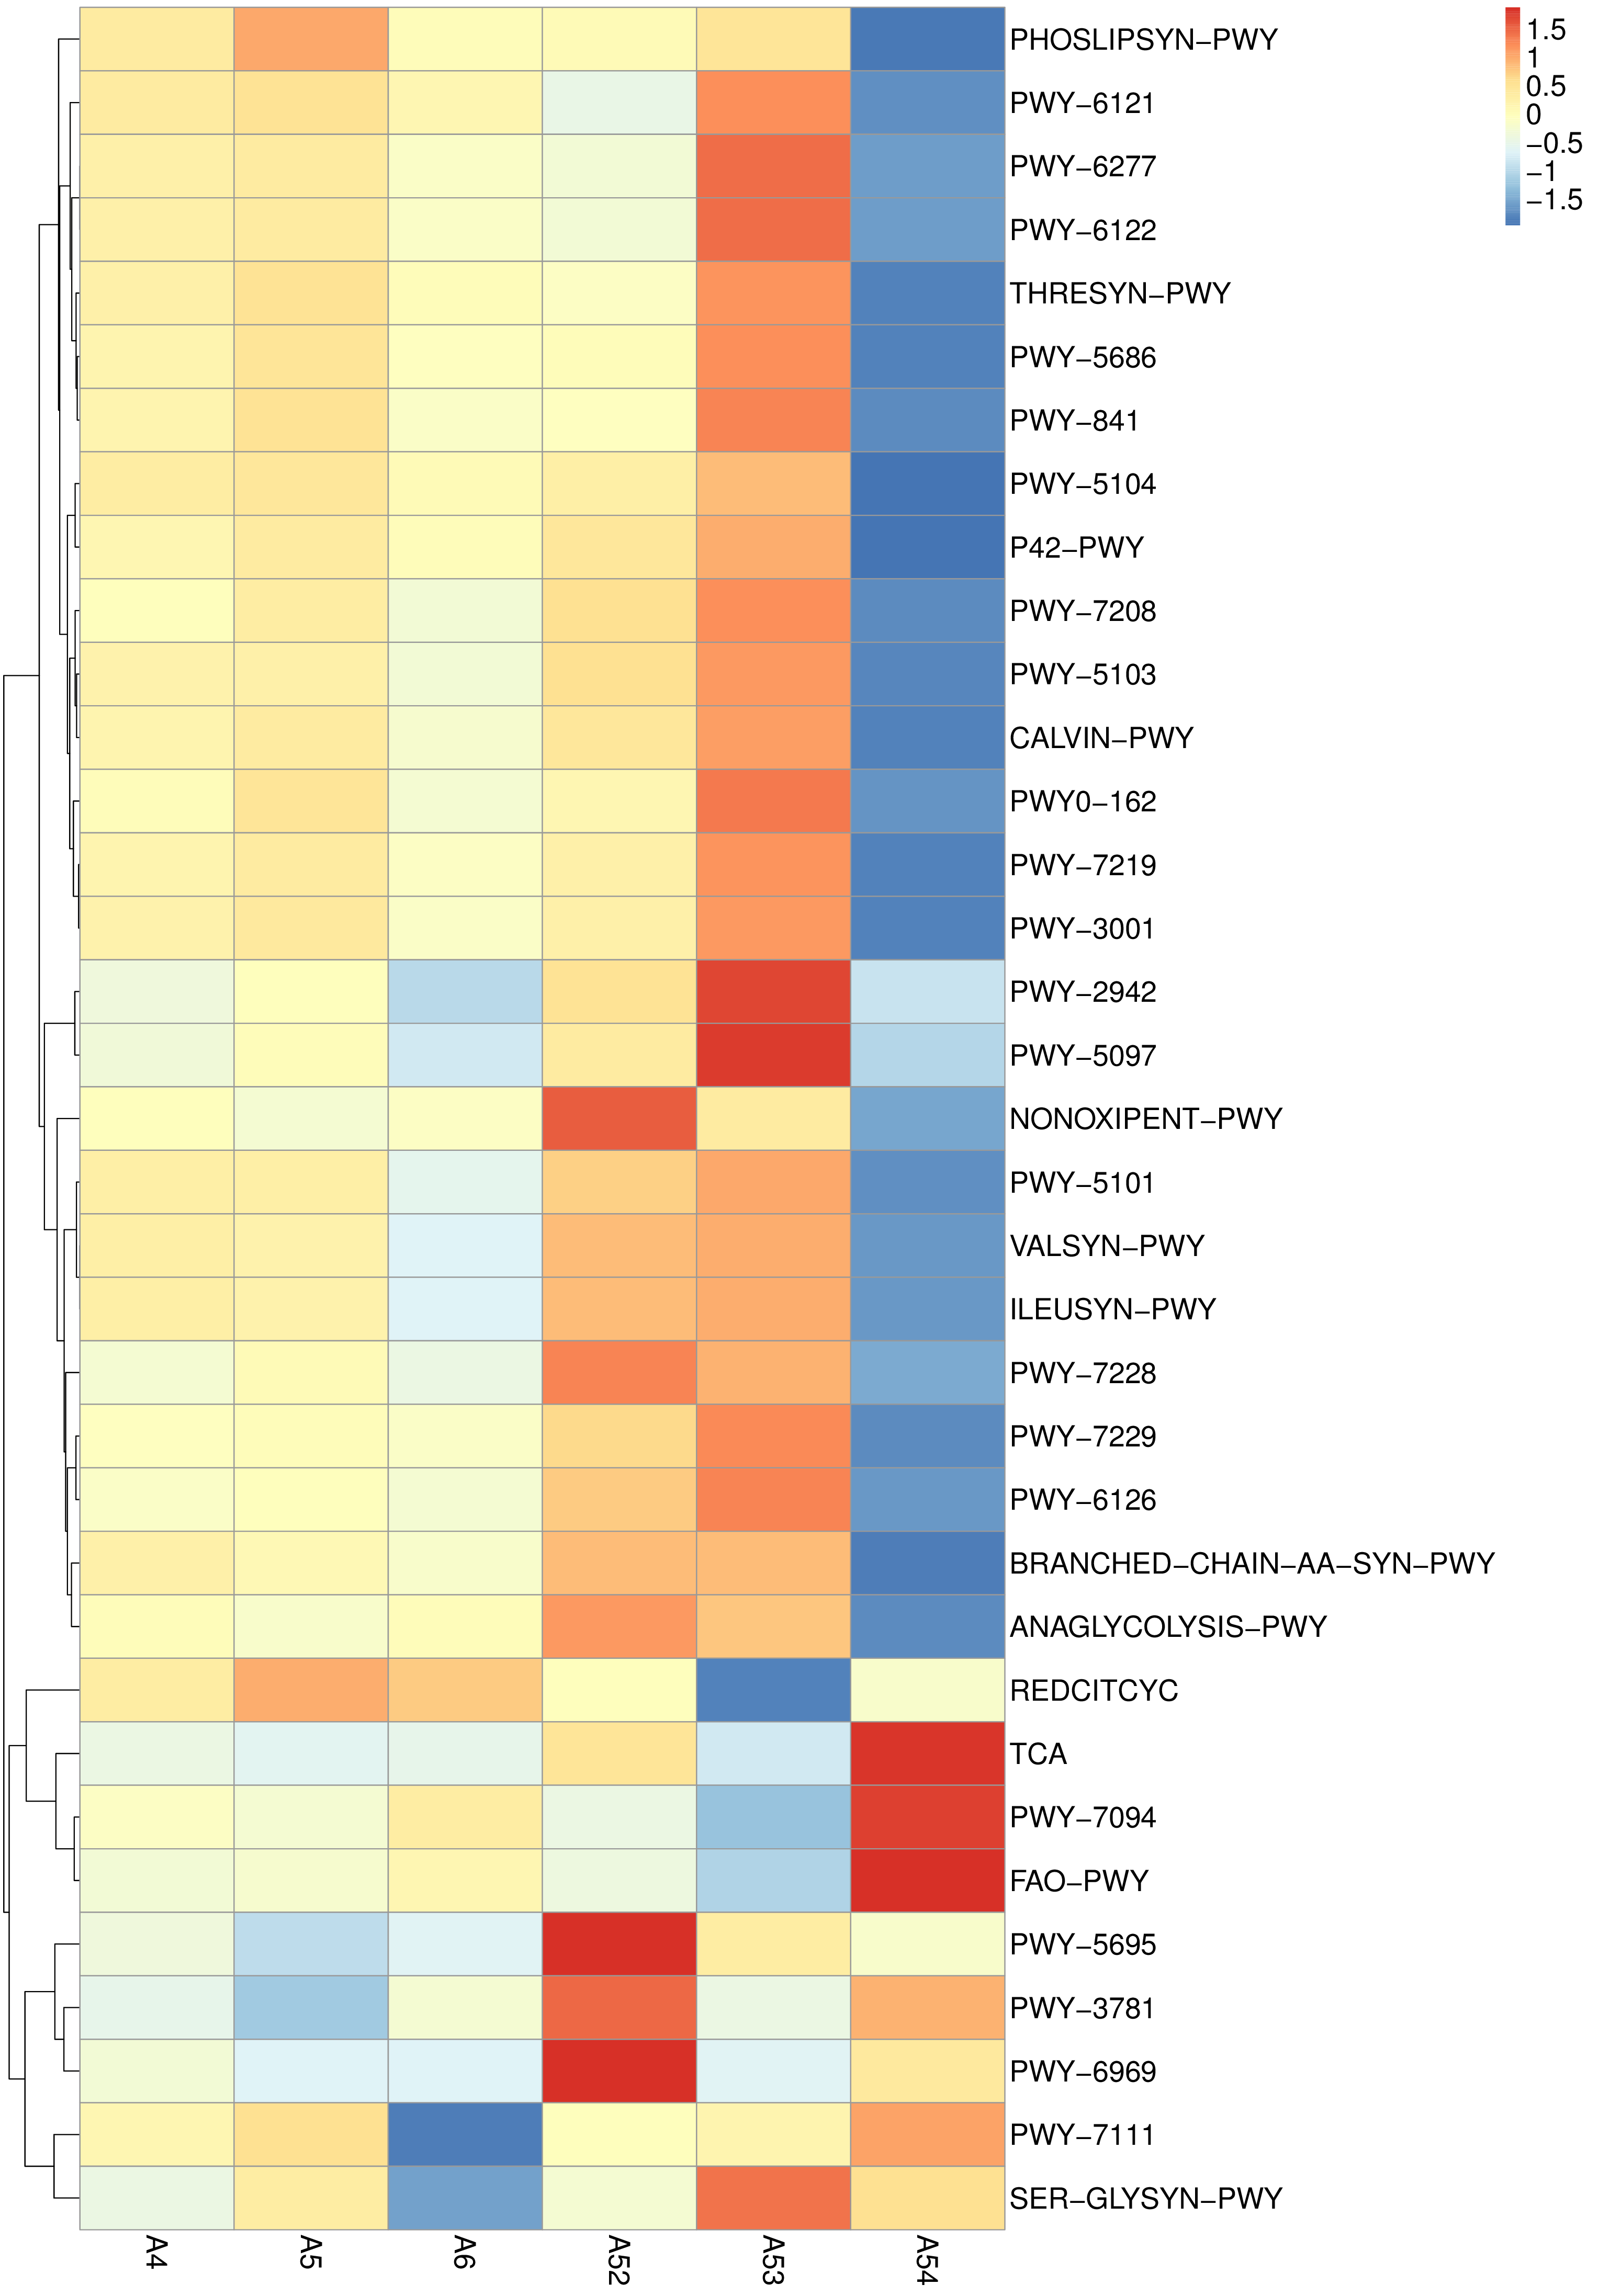 PHOSLIPSYN−PWY
PWY−6121
PWY−6277
PWY−6122
THRESYN−PWY
PWY−5686
PWY−841
PWY−5104
P42−PWY
PWY−7208
PWY−5103
CALVIN−PWY
PWY0−162
PWY−7219
PWY−3001
PWY−2942
PWY−5097
NONOXIPENT−PWY
PWY−5101
VALSYN−PWY
ILEUSYN−PWY
PWY−7228
PWY−7229
PWY−6126
BRANCHED−CHAIN−AA−SYN−PWY
ANAGLYCOLYSIS−PWY
REDCITCYC
TCA
PWY−7094
FAO−PWY
PWY−5695
PWY−3781
PWY−6969
PWY−7111
SER−GLYSYN−PWY
A4
A5
A6
A52
A53
A54
1.5
1
0.5
0
−0.5
−1
−1.5